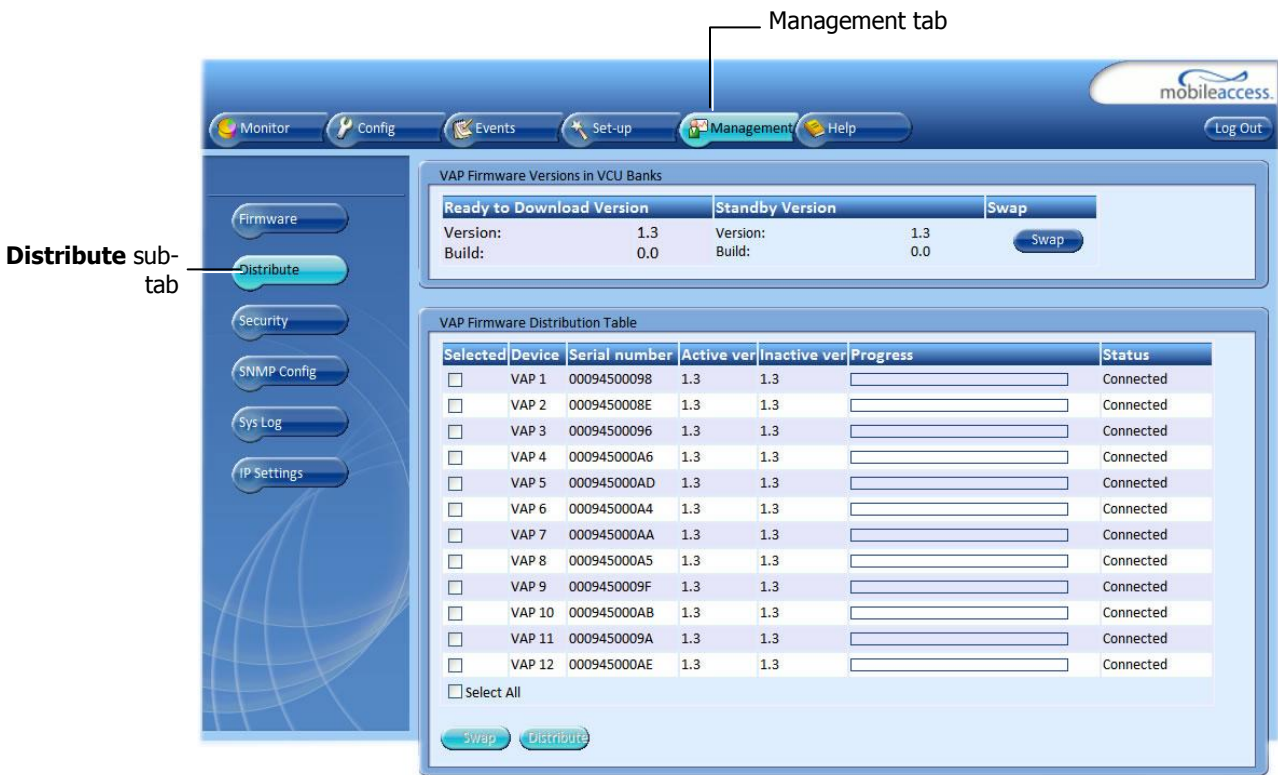 Management tab
mobileaccess.
Monitor Config Events Set-up Management Help Log Out
Distribute sub-
tab
Firmware
Distribute
Security
SNMP Config
Sys Log
IP Settings
VAP Firmware Versions in VCU Banks
Ready to Download Version Standby Version Swap
Version: 1.3 Version: 1.3 Swap
Build: 0.0 Build: 0.0
VAP Firmware Distribution Table
Selected Device Serial number Active ver Inactive ver Progress Status
VAP 1 00094500098 1.3 1.3 Connected
VAP 2 0009450008E 1.3 1.3 Connected
VAP 3 00094500096 1.3 1.3 Connected
VAP 4 000945000A6 1.3 1.3 Connected
VAP 5 000945000AD 1.3 1.3 Connected
VAP 6 000945000A4 1.3 1.3 Connected
VAP 7 000945000AA 1.3 1.3 Connected
VAP 8 000945000A5 1.3 1.3 Connected
VAP 9 0009450009F 1.3 1.3 Connected
VAP 10 000945000AB 1.3 1.3 Connected
VAP 11 0009450009A 1.3 1.3 Connected
VAP 12 000945000AE 1.3 1.3 Connected
Select All
Swap Distribute